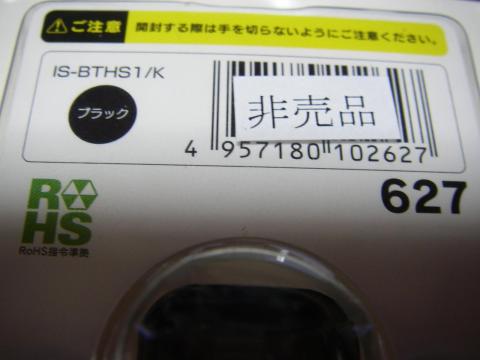 ご注意 開封する際は手を切らないようにご注意ください。
IS-BTHS1/K
ブラック
非売品
4 957180 102627
627
RoHS
RoHS指令準拠